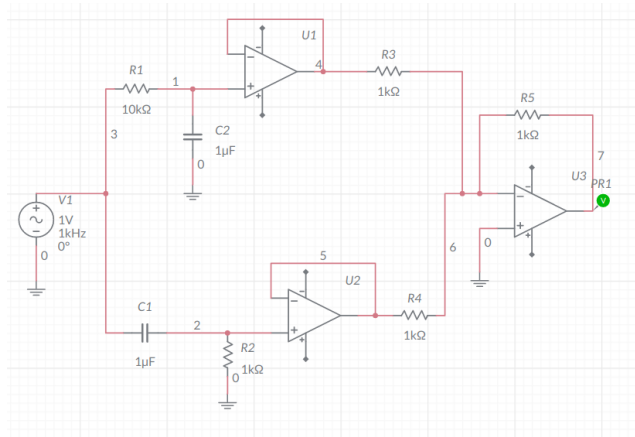 U1
4
R3
1kΩ
R1
10kΩ
1
C2
1µF
0
3
R5
1kΩ
7
U3
PR1
V
V1
1V
1kHz
0°
0
6
0
5
U2
R4
1kΩ
C1
1µF
2
R2
1kΩ
0